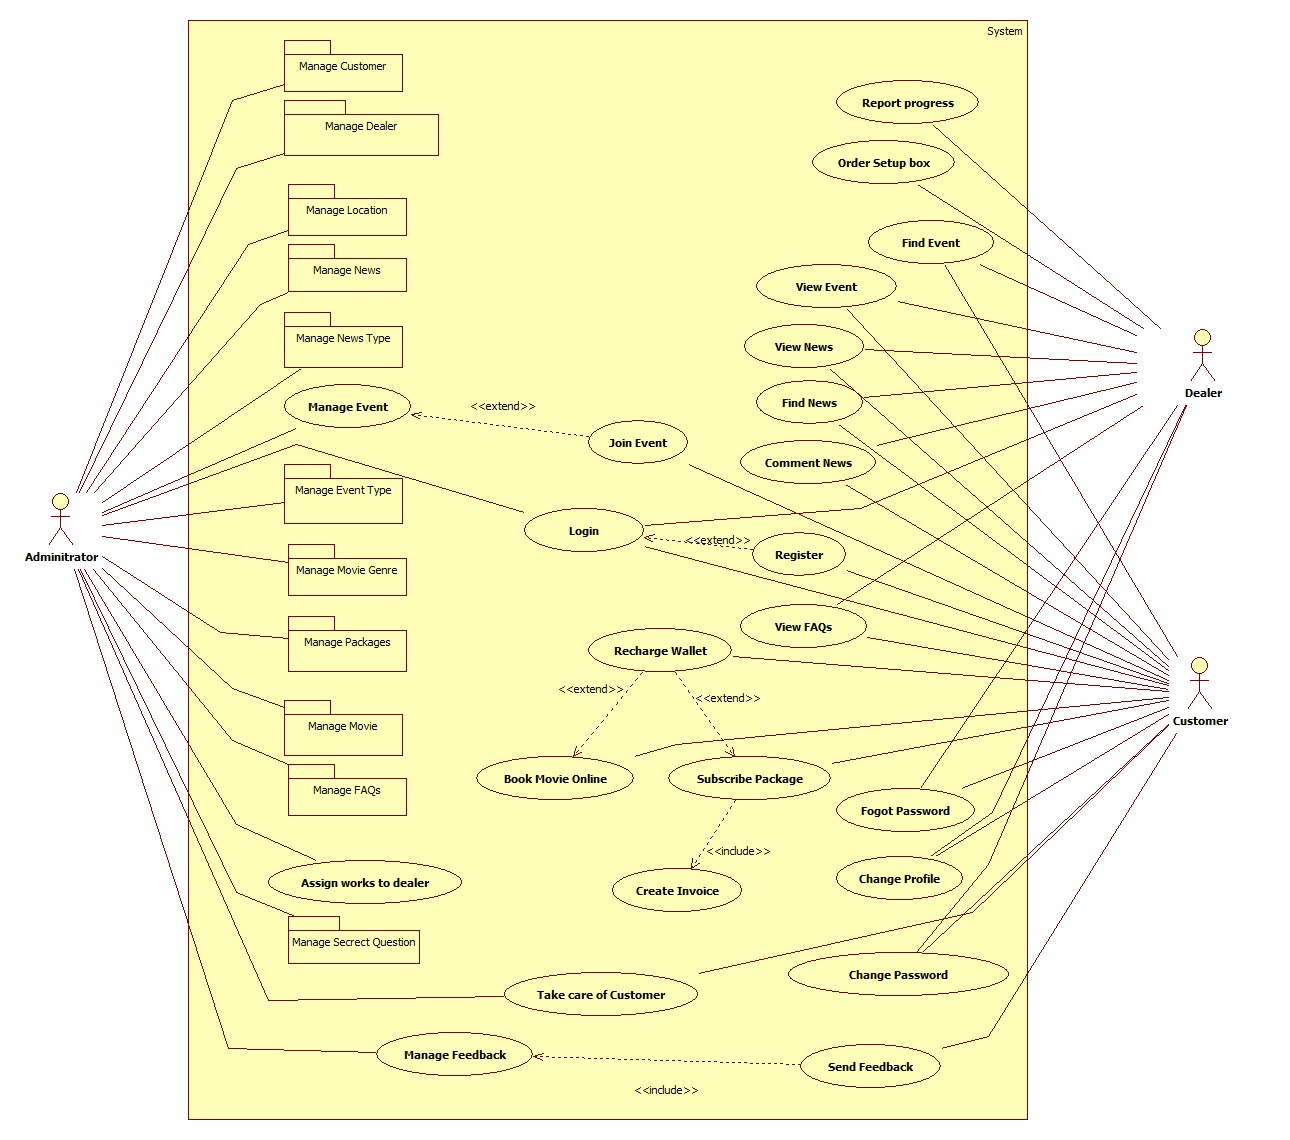 System
Manage Customer
Report progress
Manage Dealer
Order Setup box
Manage Location
Find Event
Manage News
View Event
Manage News Type
View News
Dealer
Manage Event
<<extend>>
Find News
Join Event
Comment News
Manage Event Type
Login
<<extend>>
Register
Adminitrator
Manage Movie Genre
View FAQs
Manage Packages
Recharge Wallet
<<extend>>
<<extend>>
Customer
Manage Movie
Book Movie Online
Subscribe Package
Manage FAQs
Fogot Password
<<include>>
Assign works to dealer
Create Invoice
Change Profile
Manage Secrect Question
Change Password
Take care of Customer
Manage Feedback
Send Feedback
<<include>>